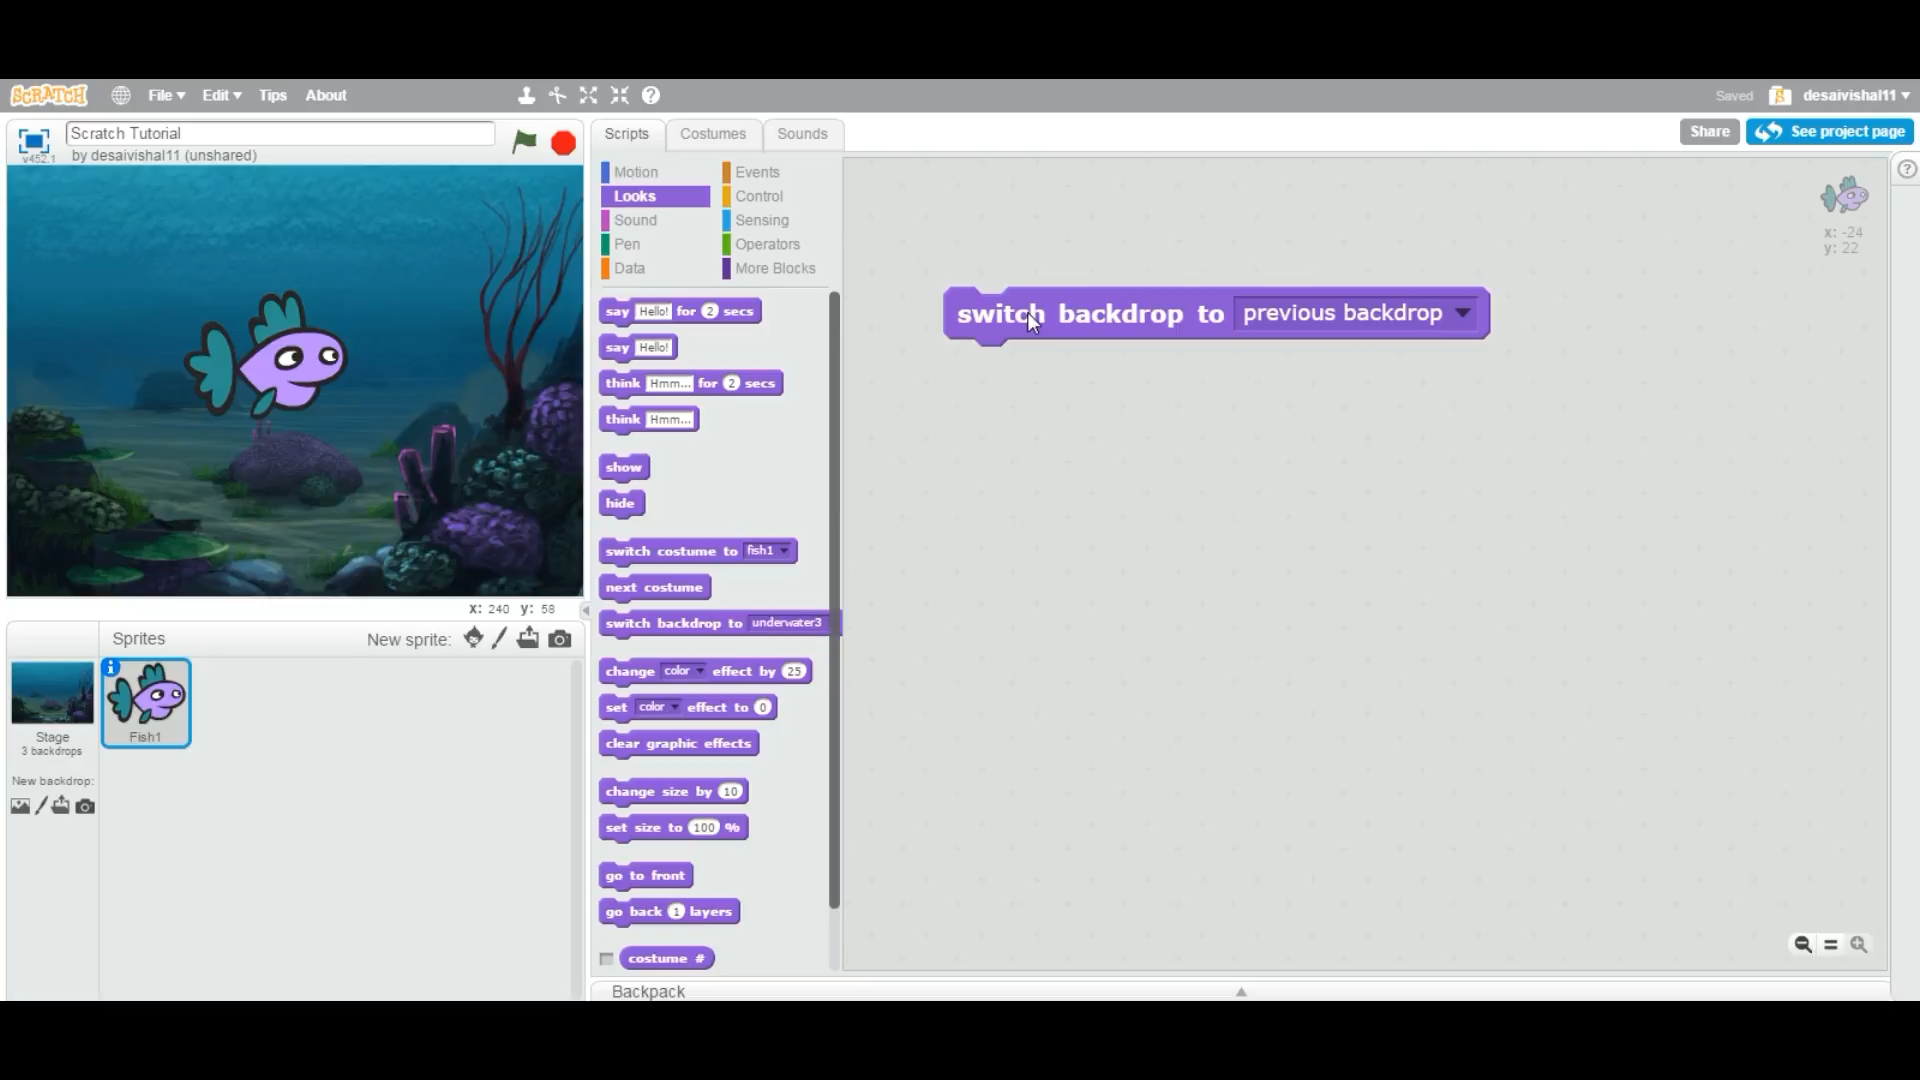 SCRATCH File Edit Tips About Saved desaivishal11
v452.1 Scratch Tutorial
by desaivishal11 (unshared)
Scripts Costumes Sounds Share See project page
Motion Events
Looks Control
Sound Sensing
Pen Operators
Data More Blocks
x: -24
y: 22
say Hello! for 2 secs
say Hello!
think Hmm... for 2 secs
think Hmm...
show
hide
switch costume to fish1
next costume
switch backdrop to underwater3
change color effect by 25
set color effect to 0
clear graphic effects
change size by 10
set size to 100 %
go to front
go back 1 layers
costume #
switch backdrop to previous backdrop
x: 240 y: 58
Sprites New sprite:
Stage
3 backdrops
New backdrop:
Fish1
Backpack